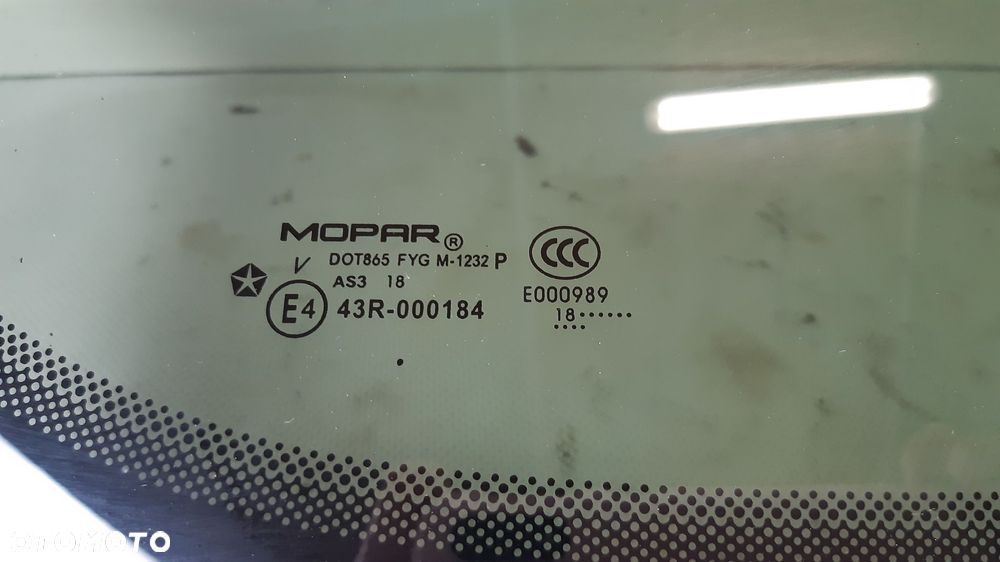 MOPAR®
V DOT865 FYG M-1232 P
AS3 18
E4 43R-000184
CCC
E000989
18
OTOMOTO